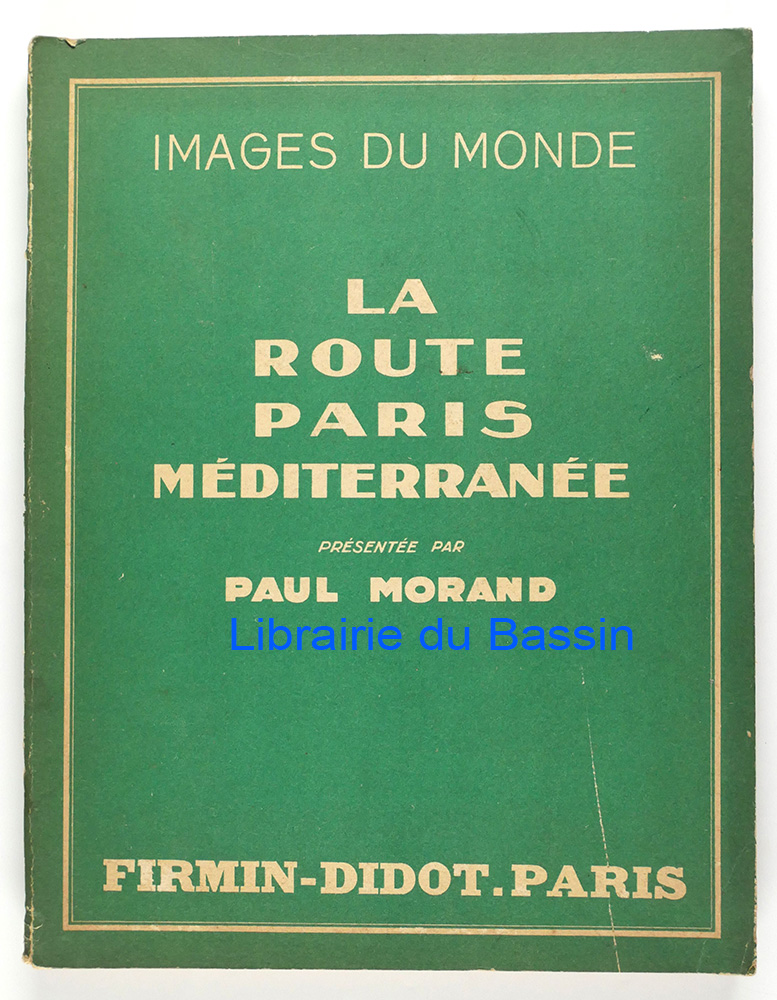 IMAGES DU MONDE
LA
ROUTE
PARIS
MÉDITERRANÉE
PRÉSENTÉE PAR
PAUL MORAND
Librairie du Bassin
FIRMIN-DIDOT.PARIS